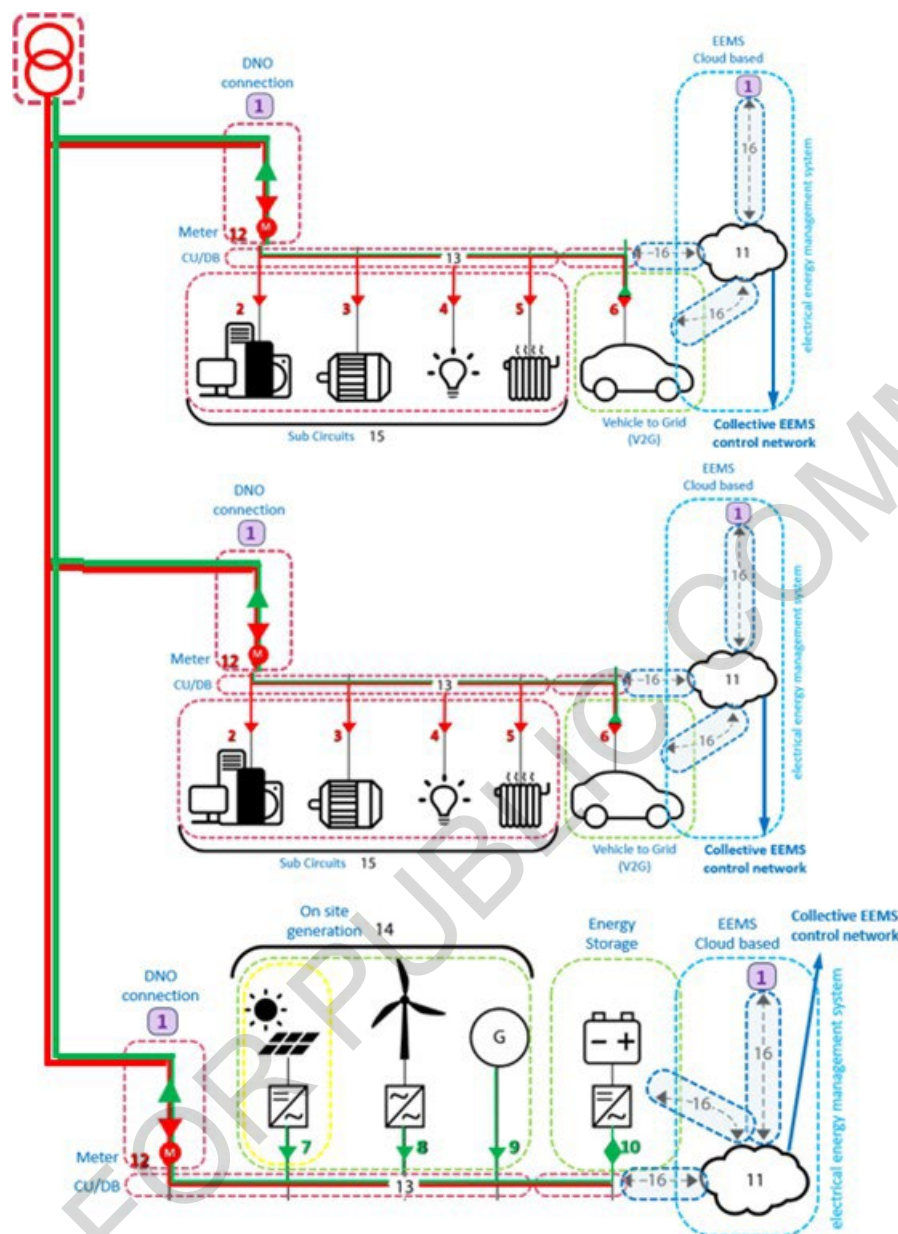 EEMS
Cloud based
DNO
connection
1
1
16
electrical energy management system
Meter 12 M
CU/DB
13
16
11
2
3
4
5
6
16
Sub Circuits 15
Vehicle to Grid
(V2G)
Collective EEMS
control network
EEMS
Cloud based
DNO
connection
1
1
16
electrical energy management system
Meter 12 M
CU/DB
13
16
11
2
3
4
5
6
16
Sub Circuits 15
Vehicle to Grid
(V2G)
Collective EEMS
control network
On site
generation 14
Energy
Storage
EEMS
Cloud based
Collective EEMS
control network
DNO
connection
1
1
G
16
16
electrical energy management system
7
8
9
10
Meter 12 M
CU/DB
13
16
11
FOR PUBLIC COMM